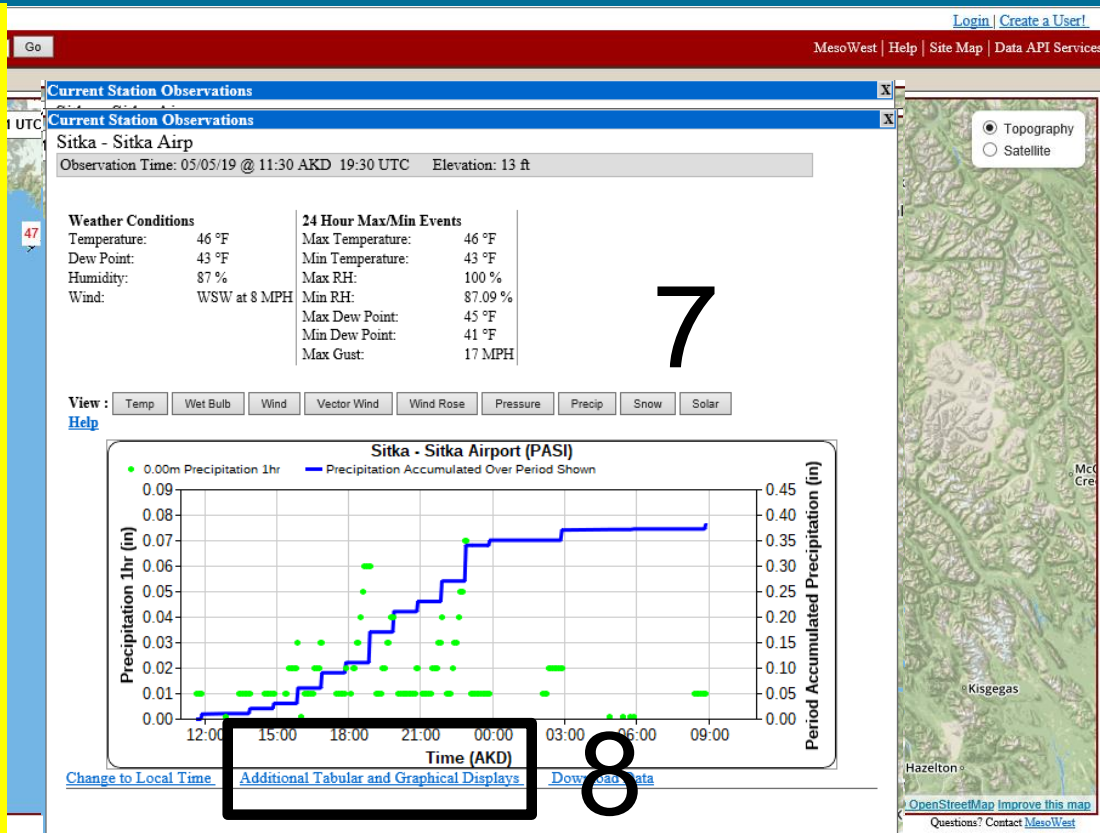 Login | Create a User!
Go
MesoWest | Help | Site Map | Data API Services
Current Station Observations X
UTC
Current Station Observations X
Sitka - Sitka Airp
Observation Time: 05/05/19 @ 11:30 AKD 19:30 UTC Elevation: 13 ft
Topography
Satellite
47
Weather Conditions 24 Hour Max/Min Events
Temperature: 46 °F Max Temperature: 46 °F
Dew Point: 43 °F Min Temperature: 43 °F
Humidity: 87 % Max RH: 100 %
Wind: WSW at 8 MPH Min RH: 87.09 %
Max Dew Point: 45 °F
Min Dew Point: 41 °F
Max Gust: 17 MPH
7
View : Temp Wet Bulb Wind Vector Wind Wind Rose Pressure Precip Snow Solar
Help
Sitka - Sitka Airport (PASI)
0.00m Precipitation 1hr Precipitation Accumulated Over Period Shown
Precipitation 1hr (in)
Period Accumulated Precipitation (in)
0.09 0.45
0.08 0.40
0.07 0.35
0.06 0.30
0.05 0.25
0.04 0.20
0.03 0.15
0.02 0.10
0.01 0.05
0.00 0.00
12:00 15:00 18:00 21:00 00:00 03:00 06:00 09:00
Time (AKD)
8
Change to Local Time Additional Tabular and Graphical Displays Download Data
Kisgegas
Hazelton
OpenStreetMap Improve this map
Questions? Contact MesoWest